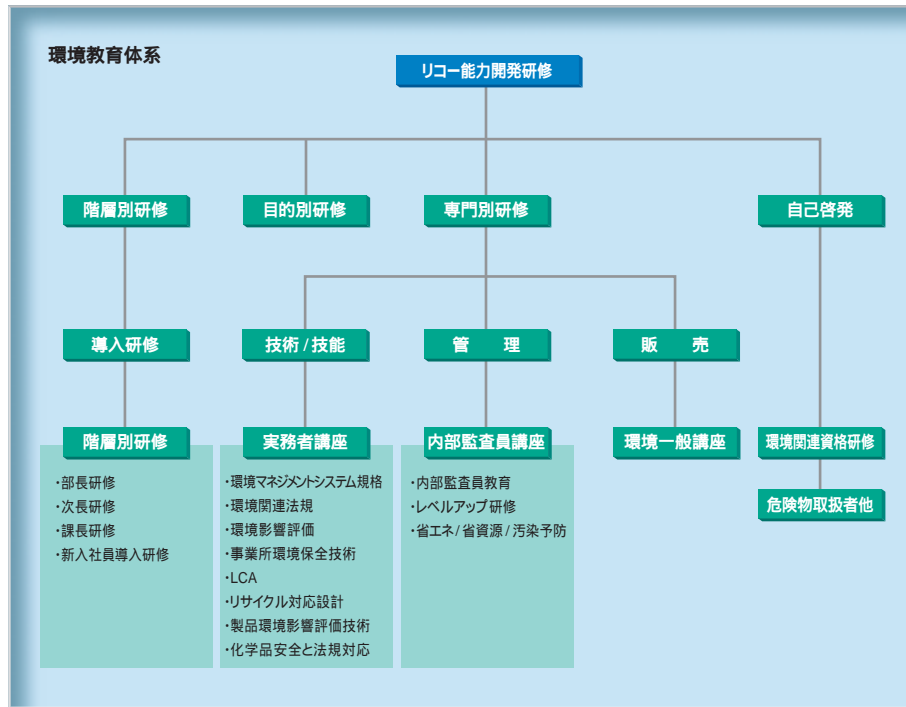 環境教育体系
リコー能力開発研修
階層別研修
目的別研修
専門別研修
自己啓発
導入研修
技術/技能
管　理
販　売
階層別研修
・部長研修
・次長研修
・課長研修
・新入社員導入研修
実務者講座
・環境マネジメントシステム規格
・環境関連法規
・環境影響評価
・事業所環境保全技術
・LCA
・リサイクル対応設計
・製品環境影響評価技術
・化学品安全と法規対応
内部監査員講座
・内部監査員教育
・レベルアップ研修
・省エネ/省資源/汚染予防
環境一般講座
環境関連資格研修
危険物取扱者他